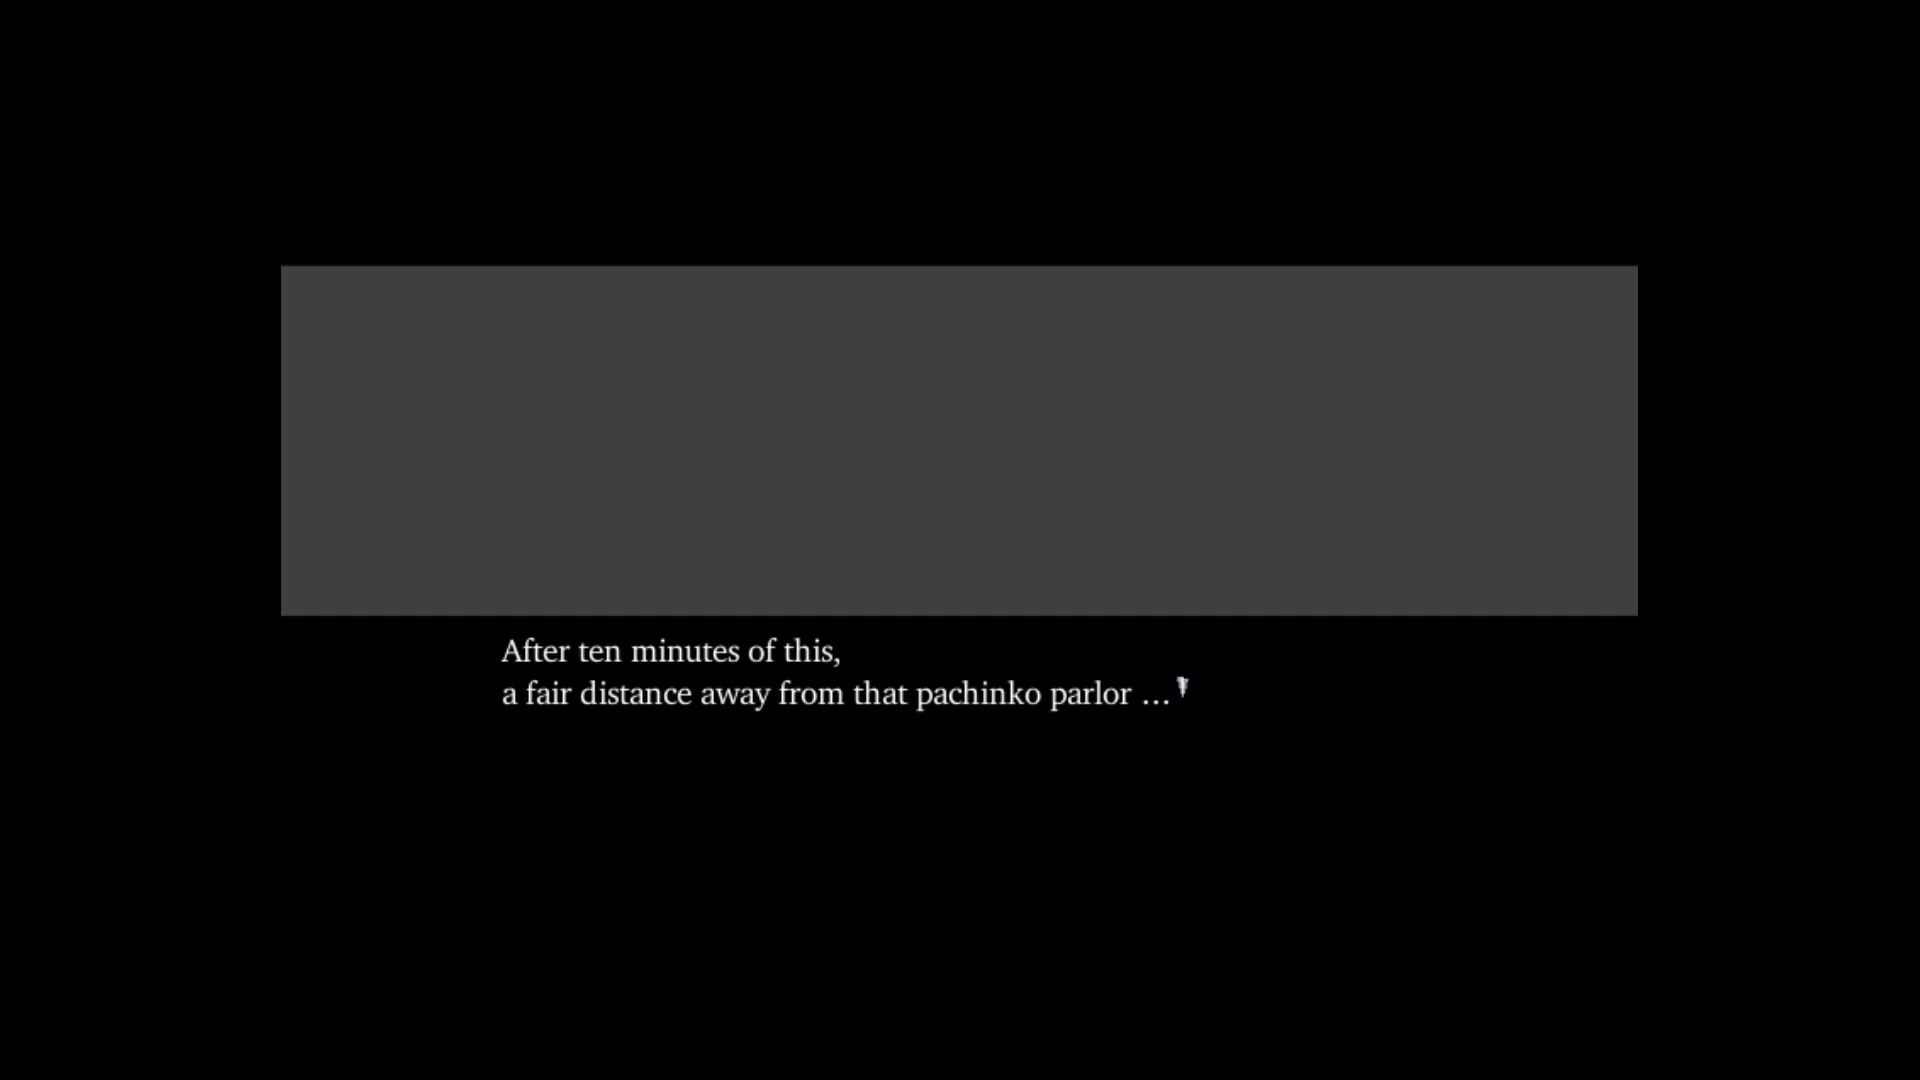 After ten minutes of this,
a fair distance away from that pachinko parlor ...